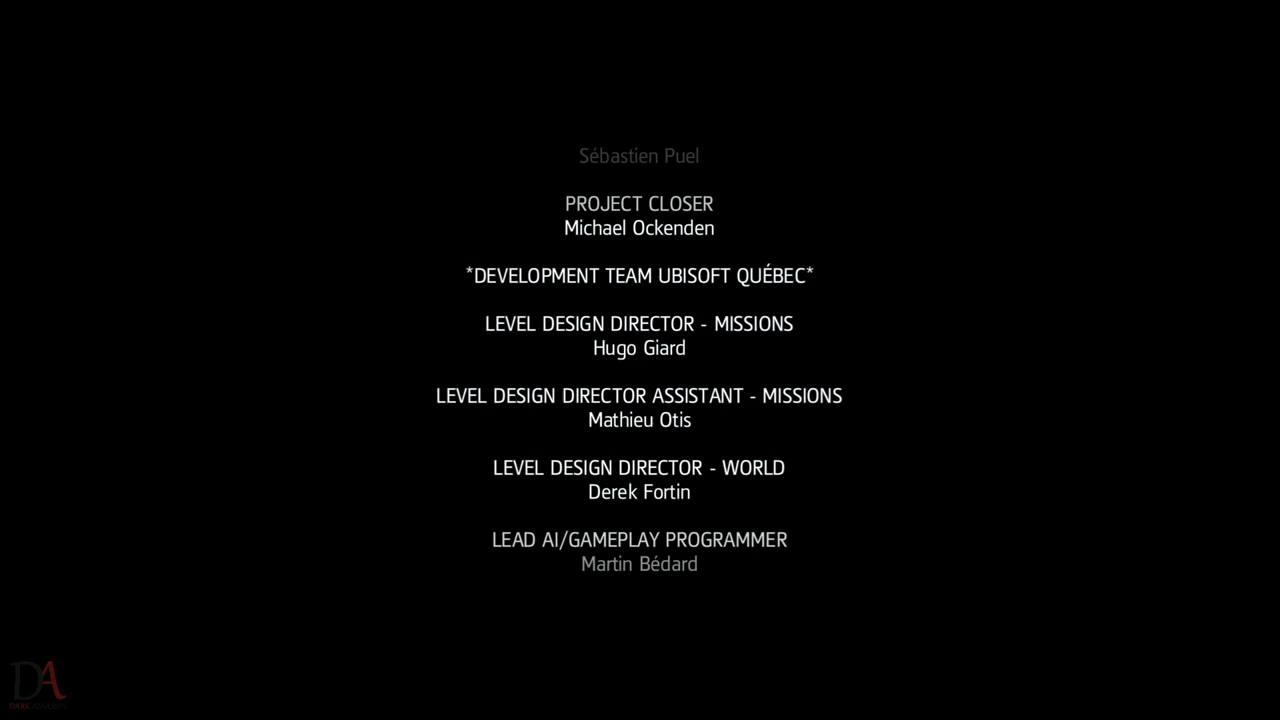 Sébastien Puel
PROJECT CLOSER
Michael Ockenden
*DEVELOPMENT TEAM UBISOFT QUÉBEC*
LEVEL DESIGN DIRECTOR - MISSIONS
Hugo Giard
LEVEL DESIGN DIRECTOR ASSISTANT - MISSIONS
Mathieu Otis
LEVEL DESIGN DIRECTOR - WORLD
Derek Fortin
LEAD AI/GAMEPLAY PROGRAMMER
Martin Bédard
DA
DARK